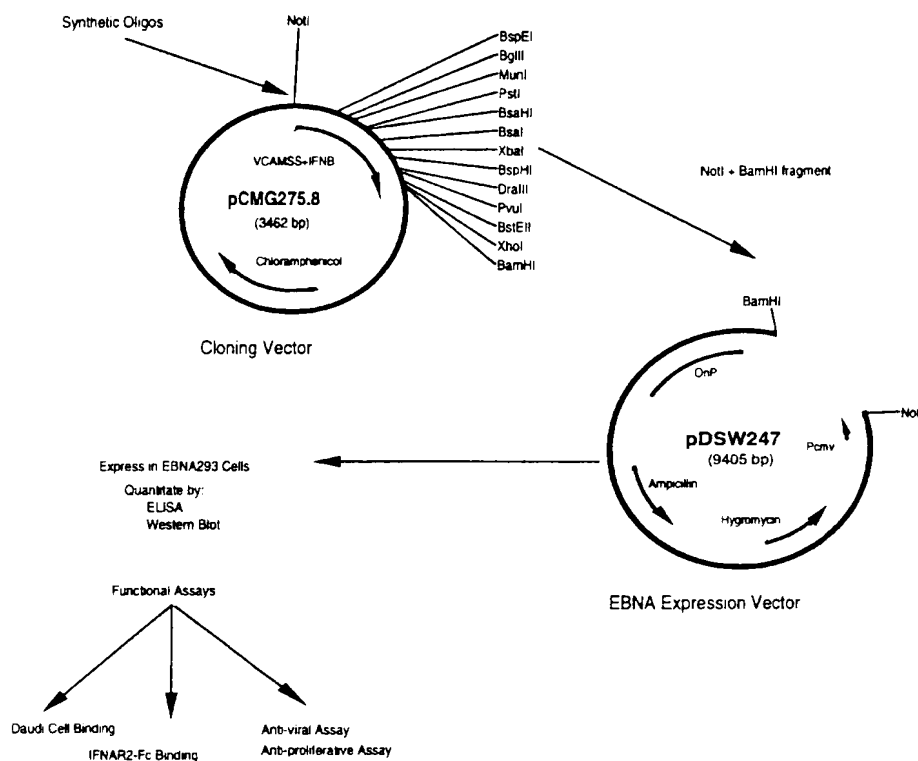 Synthetic Oligos
NotI
BspEI
BglII
MunI
PstI
BsaHI
BsaI
XbaI
BspHI
DraIII
PvuI
BstEII
XhoI
BamHI
VCAMSS+IFNB
pCMG275.8
(3462 bp)
Chloramphenicol
Cloning Vector
NotI + BamHI fragment
BamHI
OriP
NotI
pDSW247
(9405 bp)
Pcmv
Ampicillin
Hygromycin
EBNA Expression Vector
Express in EBNA293 Cells
Quantitate by:
ELISA
Western Blot
Functional Assays
Daudi Cell Binding
IFNAR2-Fc Binding
Anti-viral Assay
Anti-proliferative Assay